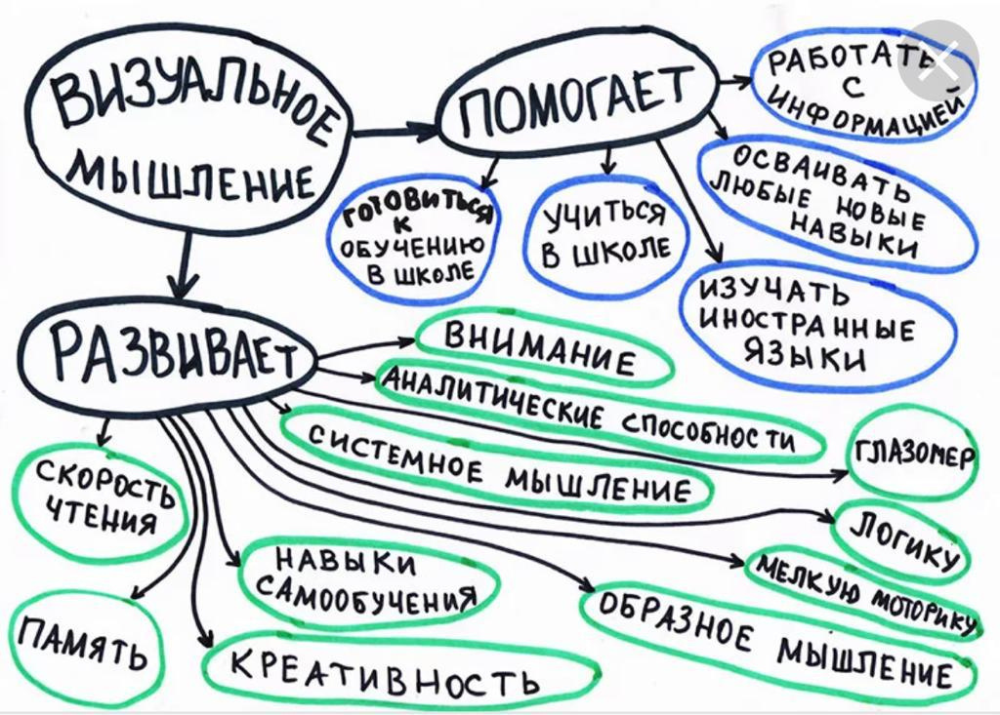 ВИЗУАЛЬНОЕ
МЫШЛЕНИЕ
ПОМОГАЕТ
РАБОТАТЬ
С
ИНФОРМАЦИЕЙ
ОСВАИВАТЬ
ЛЮБЫЕ НОВЫЕ
НАВЫКИ
ГОТОВИТЬСЯ
К
ОБУЧЕНИЮ
В ШКОЛЕ
УЧИТЬСЯ
В ШКОЛЕ
ИЗУЧАТЬ
ИНОСТРАННЫЕ
ЯЗЫКИ
РАЗВИВАЕТ
ВНИМАНИЕ
АНАЛИТИЧЕСКИЕ СПОСОБНОСТИ
СИСТЕМНОЕ МЫШЛЕНИЕ
ГЛАЗОМЕР
СКОРОСТЬ
ЧТЕНИЯ
ЛОГИКУ
НАВЫКИ
САМООБУЧЕНИЯ
МЕЛКУЮ МОТОРИКУ
ОБРАЗНОЕ МЫШЛЕНИЕ
ПАМЯТЬ
КРЕАТИВНОСТЬ